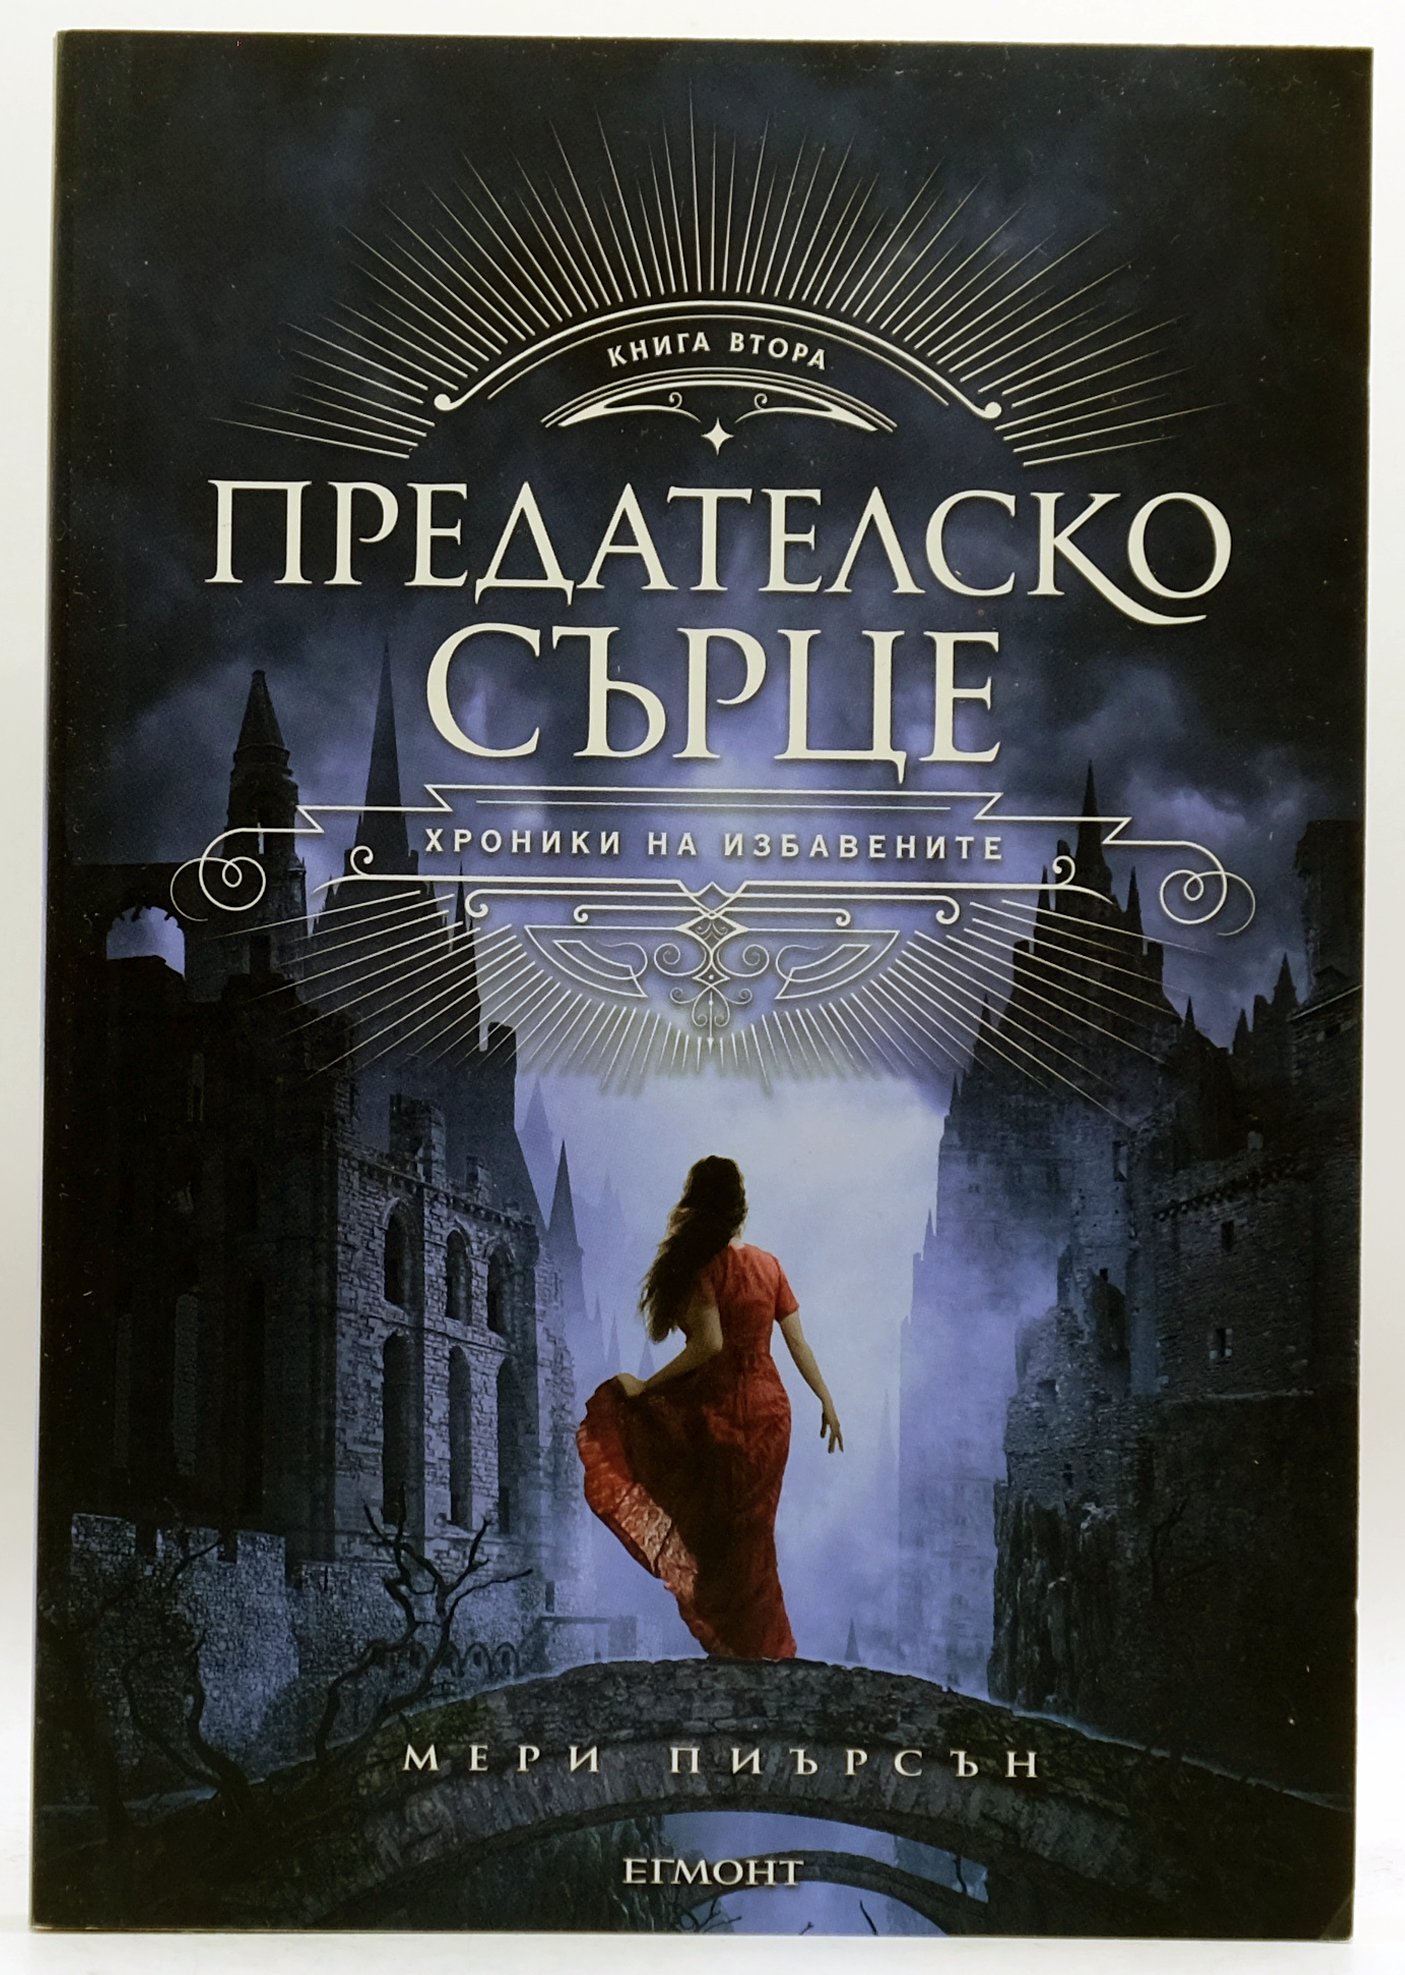 КНИГА ВТОРА
ПРЕДАТЕЛСКО
СЪРЦЕ
ХРОНИКИ НА ИЗБАВЕНИТЕ
МЕРИ ПИЪРСЪН
ЕГМОНТ